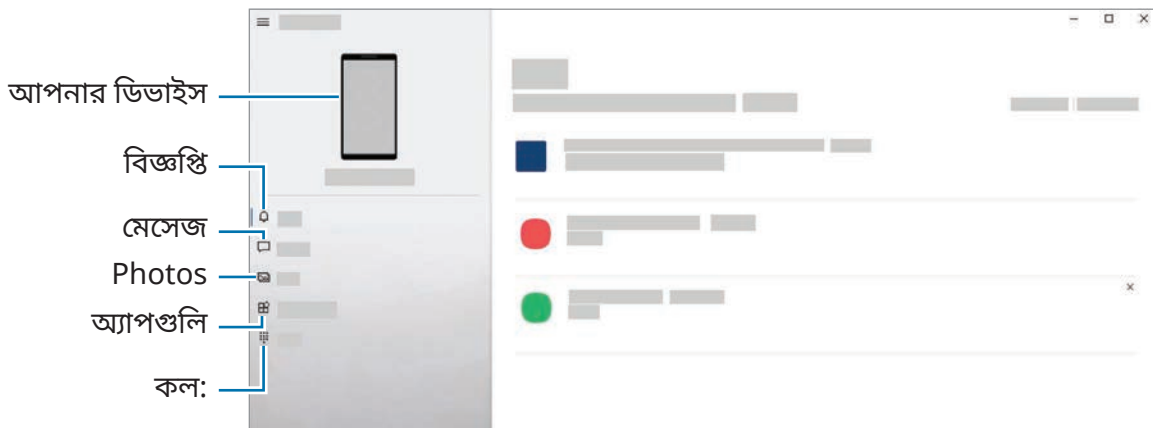 আপনার ডিভাইস
বিজ্ঞপ্তি
মেসেজ
Photos
অ্যাপগুলি
কল: